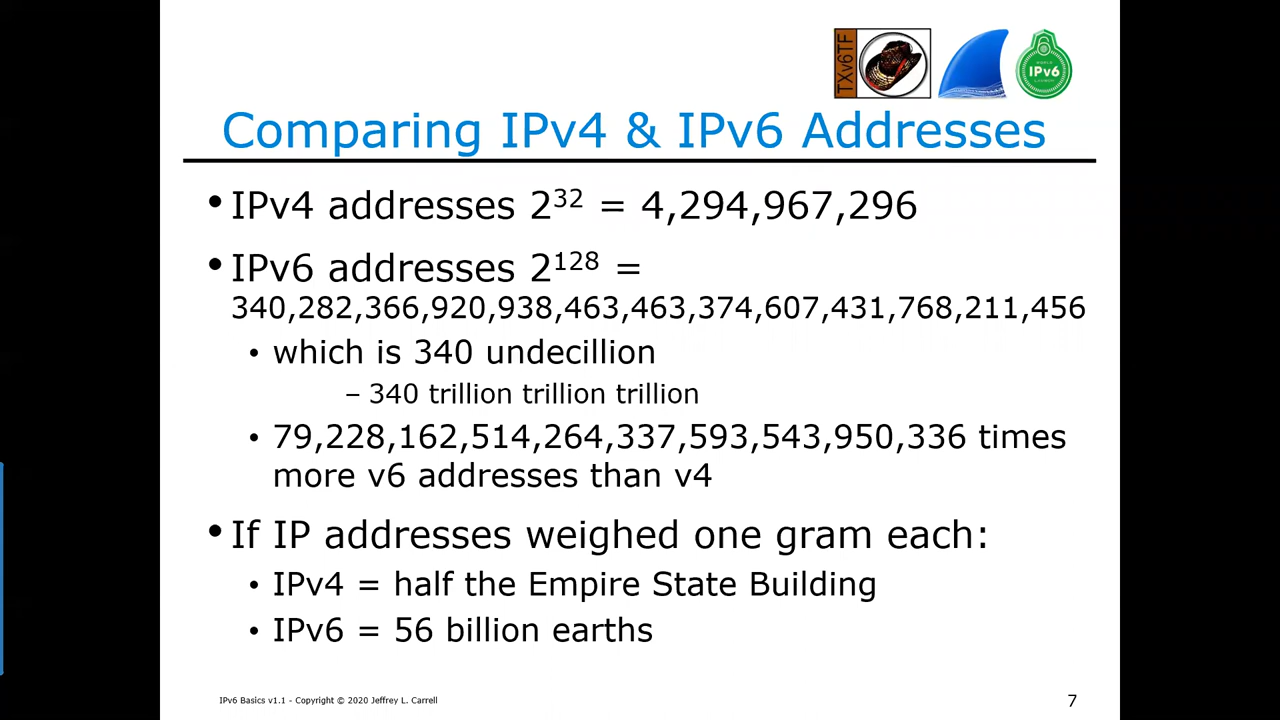 TXv6TF
WORLD
IPv6
LAUNCH
Comparing IPv4 & IPv6 Addresses
• IPv4 addresses 2³² = 4,294,967,296
• IPv6 addresses 2¹²⁸ =
340,282,366,920,938,463,463,374,607,431,768,211,456
• which is 340 undecillion
– 340 trillion trillion trillion
• 79,228,162,514,264,337,593,543,950,336 times
more v6 addresses than v4
• If IP addresses weighed one gram each:
• IPv4 = half the Empire State Building
• IPv6 = 56 billion earths
IPv6 Basics v1.1 - Copyright © 2020 Jeffrey L. Carrell
7